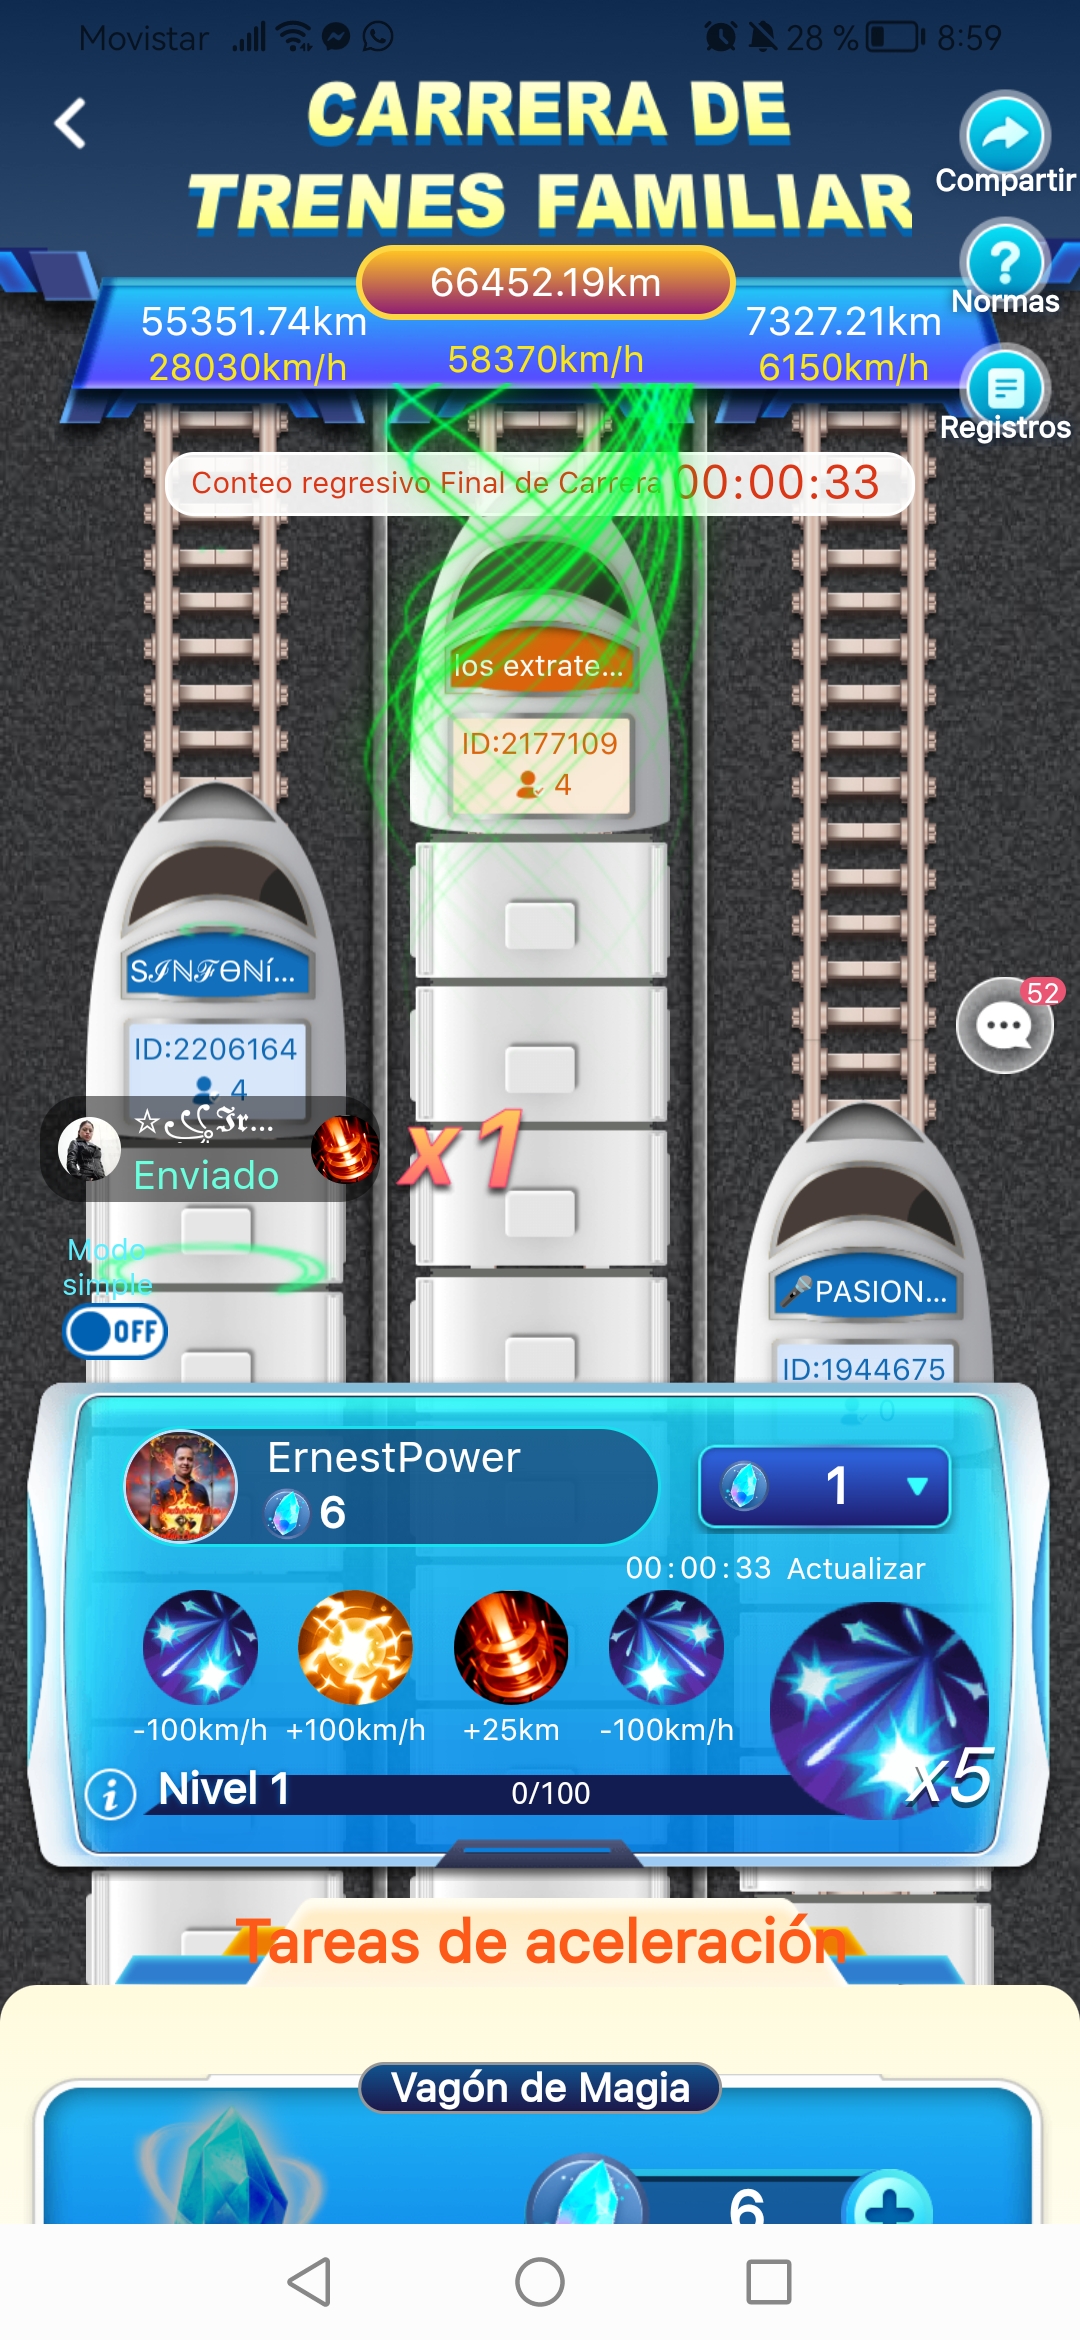 Movistar 28 % 8:59
CARRERA DE
TRENES FAMILIAR
Compartir
66452.19km
55351.74km
7327.21km
Normas
28030km/h
58370km/h
6150km/h
Registros
Conteo regresivo Final de Carrera 00:00:33
los extrate...
ID:2177109
4
S𝒥ℕℱϴNí...
ID:2206164
4
52
Enviado
x1
Modo
simple
OFF
🎤PASION...
ID:1944675
0
ErnestPower
6
1
00:00:33 Actualizar
-100km/h
+100km/h
+25km
-100km/h
x5
Nivel 1
0/100
Tareas de aceleración
Vagón de Magia
6